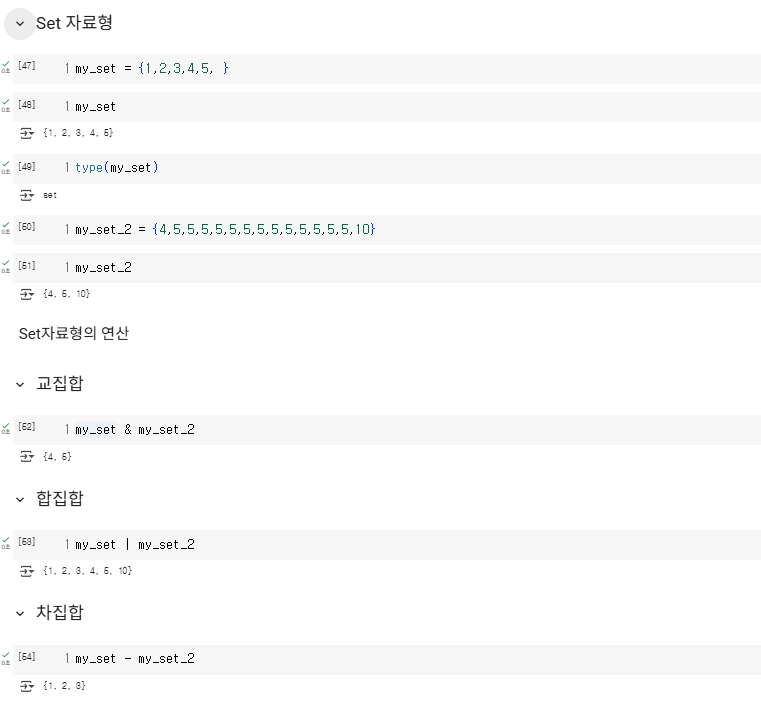 Set 자료형
[47] 1 my_set = {1,2,3,4,5, }
0초
[48] 1 my_set
0초
{1, 2, 3, 4, 5}
[49] 1 type(my_set)
0초
set
[50] 1 my_set_2 = {4,5,5,5,5,5,5,5,5,5,5,5,5,5,10}
0초
[51] 1 my_set_2
0초
{4, 5, 10}
Set자료형의 연산
교집합
[52] 1 my_set & my_set_2
0초
{4, 5}
합집합
[53] 1 my_set | my_set_2
0초
{1, 2, 3, 4, 5, 10}
차집합
[54] 1 my_set - my_set_2
0초
{1, 2, 3}